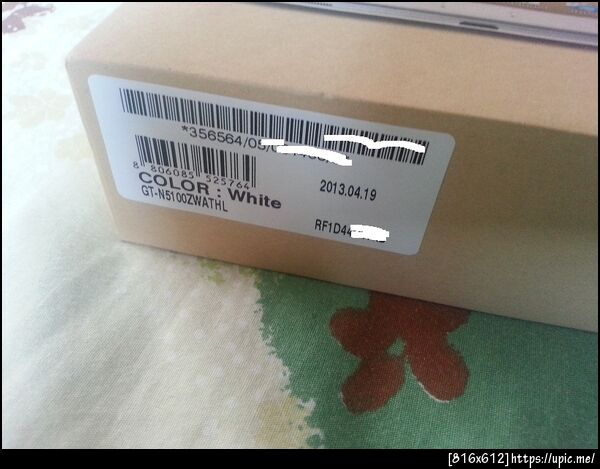 *356564/05/
8 806085 525764
2013.04.19
COLOR : White
GT-N5100ZWATHL
RF1D44
[816x612]https://upic.me/